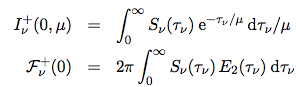 I_ν^+(0, μ) = ∫_0^∞ S_ν(τ_ν) e^{−τ_ν/μ} dτ_ν/μ
ℱ_ν^+(0) = 2π ∫_0^∞ S_ν(τ_ν) E_2(τ_ν) dτ_ν